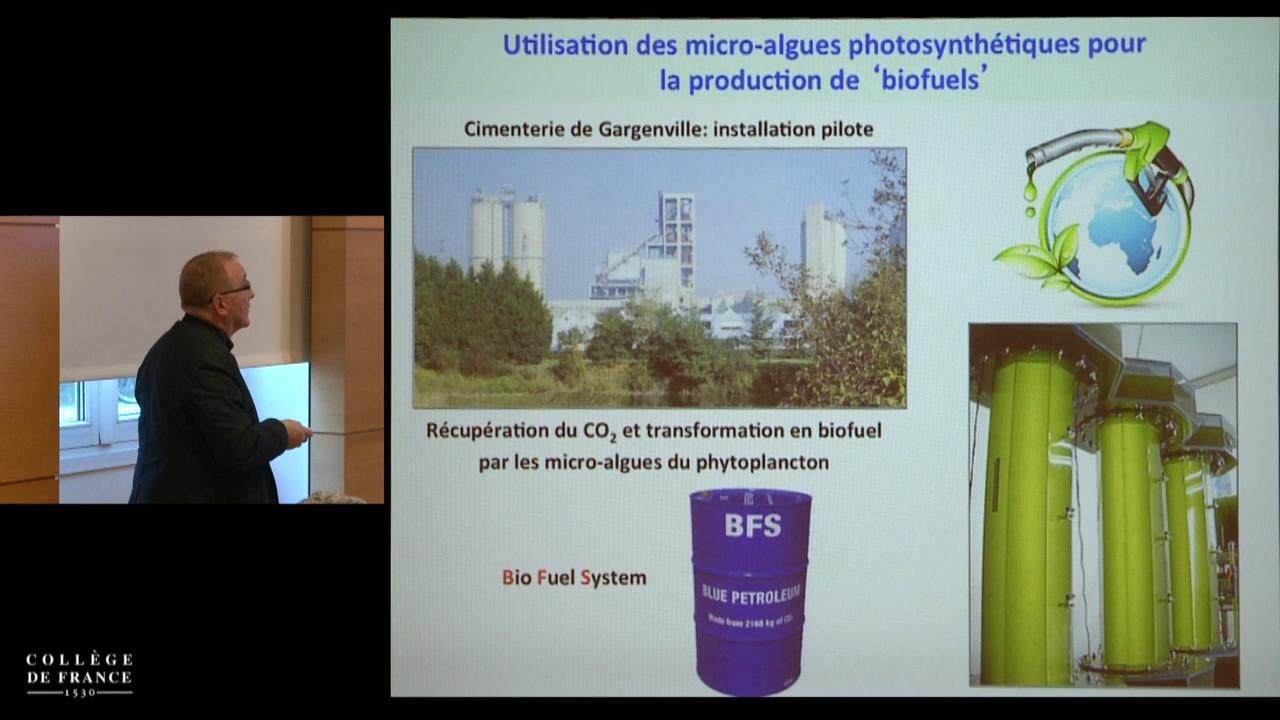 Utilisation des micro-algues photosynthétiques pour
la production de ‘biofuels’
Cimenterie de Gargenville: installation pilote
Récupération du CO₂ et transformation en biofuel
par les micro-algues du phytoplancton
BFS
BLUE PETROLEUM
Made from 2168 kg of CO₂
Bio Fuel System
COLLÈGE
DE FRANCE
1530